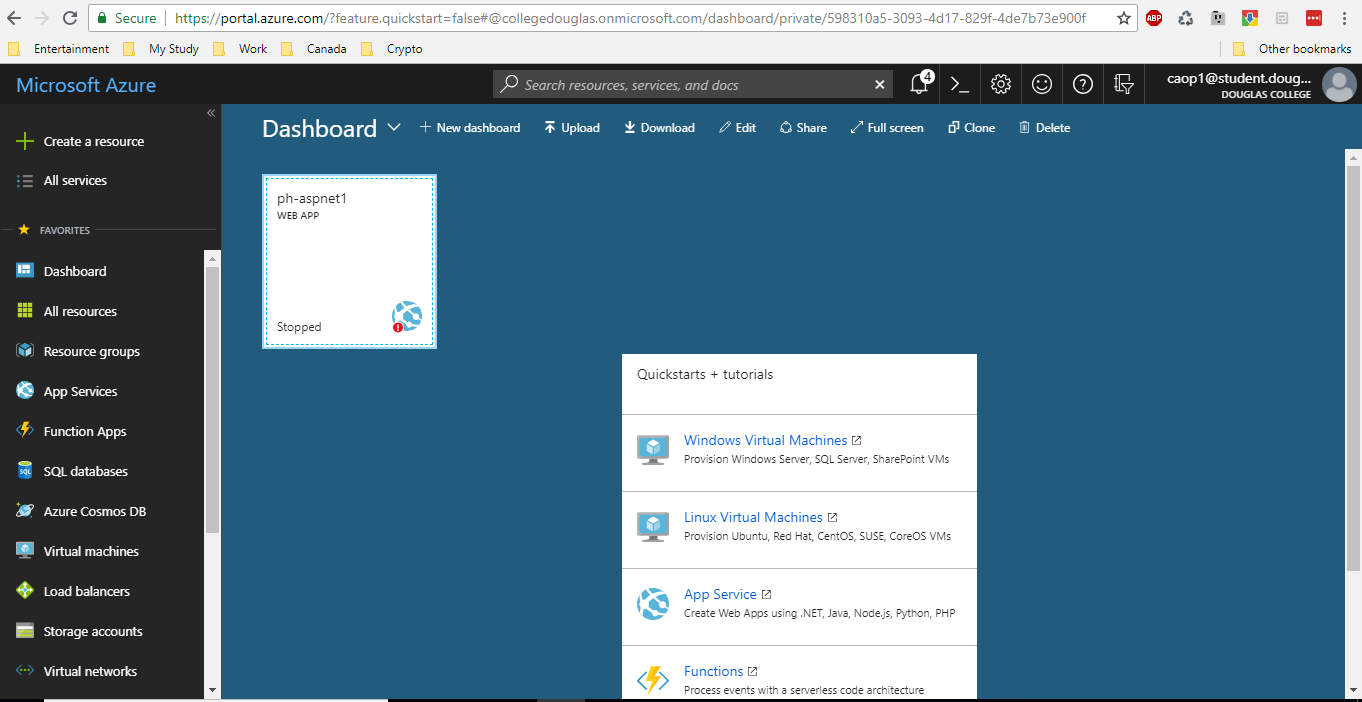 Secure
https://portal.azure.com/?feature.quickstart=false#@collegedouglas.onmicrosoft.com/dashboard/private/598310a5-3093-4d17-829f-4de7b73e900f
ABP
Entertainment
My Study
Work
Canada
Crypto
Other bookmarks
Microsoft Azure
Search resources, services, and docs
4
caop1@student.doug...
DOUGLAS COLLEGE
Create a resource
All services
FAVORITES
Dashboard
All resources
Resource groups
App Services
Function Apps
SQL
SQL databases
Azure Cosmos DB
Virtual machines
Load balancers
Storage accounts
Virtual networks
Dashboard
New dashboard
Upload
Download
Edit
Share
Full screen
Clone
Delete
ph-aspnet1
WEB APP
Stopped
Quickstarts + tutorials
Windows Virtual Machines
Provision Windows Server, SQL Server, SharePoint VMs
Linux Virtual Machines
Provision Ubuntu, Red Hat, CentOS, SUSE, CoreOS VMs
App Service
Create Web Apps using .NET, Java, Node.js, Python, PHP
Functions
Process events with a serverless code architecture